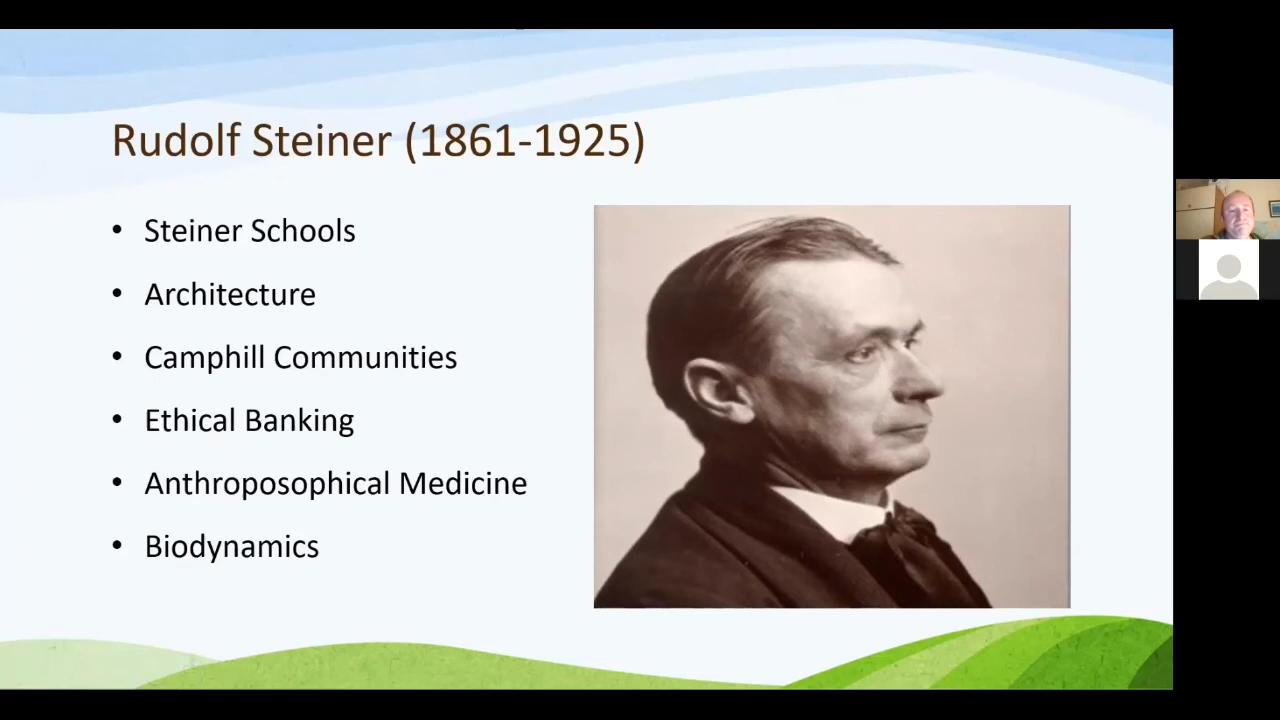 Rudolf Steiner (1861-1925)
• Steiner Schools
• Architecture
• Camphill Communities
• Ethical Banking
• Anthroposophical Medicine
• Biodynamics